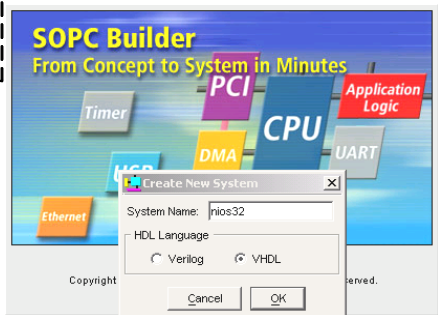 SOPC Builder
From Concept to System in Minutes
PCI
Application
Logic
Timer
CPU
UART
DMA
Ethernet
Create New System
System Name: nios32
HDL Language
Verilog VHDL
Copyright
Cancel OK